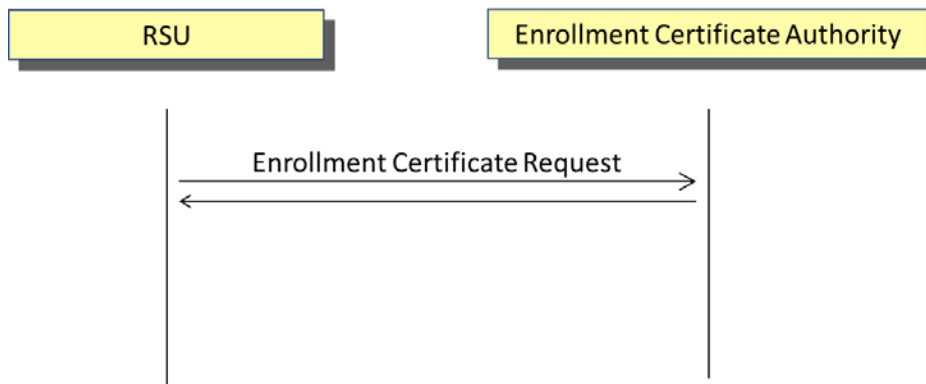 RSU
Enrollment Certificate Authority
Enrollment Certificate Request